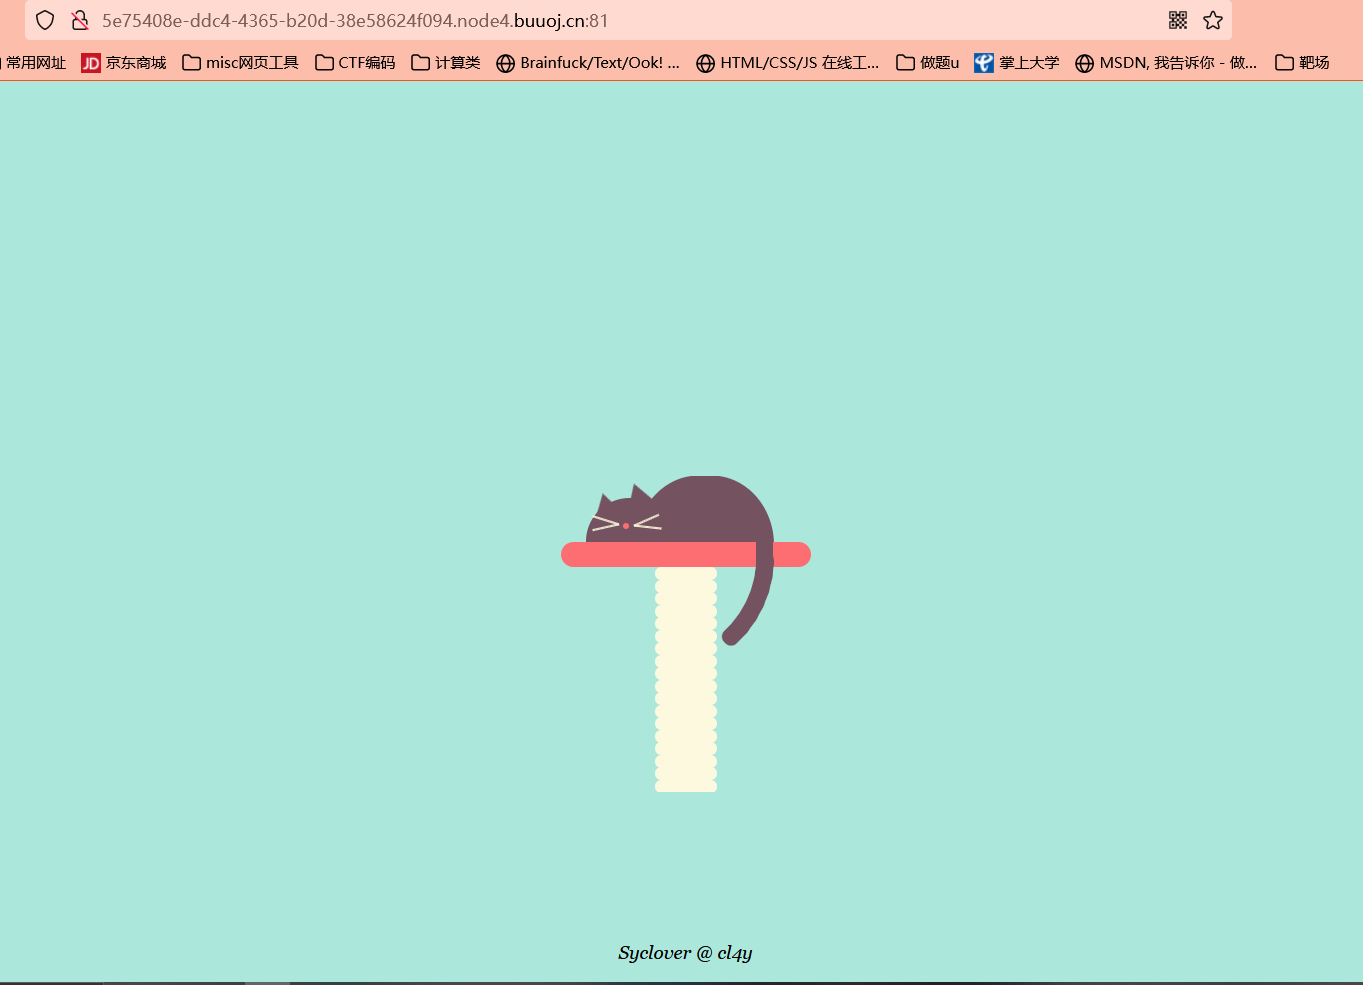 5e75408e-ddc4-4365-b20d-38e58624f094.node4.buuoj.cn:81
常用网址 JD 京东商城 misc网页工具 CTF编码 计算类 Brainfuck/Text/Ook! ... HTML/CSS/JS 在线工... 做题u 掌上大学 MSDN, 我告诉你 - 做... 靶场
Syclover @ cl4y